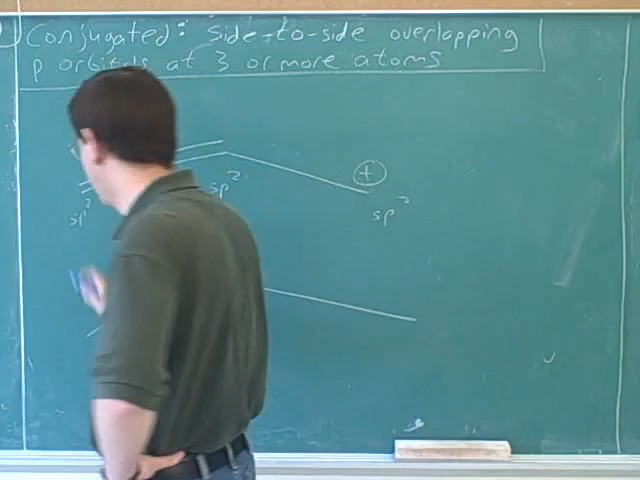 Conjugated: Side-to-side overlapping
p orbitals at 3 or more atoms
+
sp²
sp²
sp²